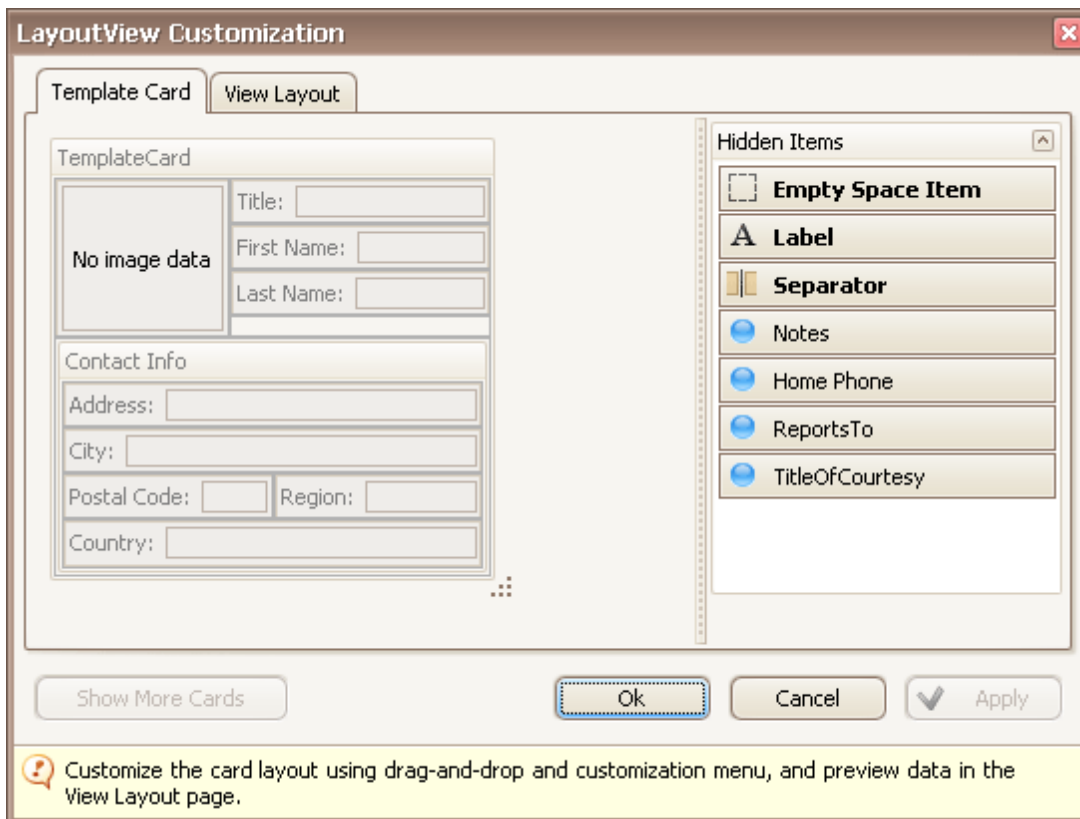 LayoutView Customization
Template Card
View Layout
TemplateCard
No image data
Title:
First Name:
Last Name:
Contact Info
Address:
City:
Postal Code:
Region:
Country:
Hidden Items
Empty Space Item
A Label
Separator
Notes
Home Phone
ReportsTo
TitleOfCourtesy
Show More Cards
Ok
Cancel
Apply
Customize the card layout using drag-and-drop and customization menu, and preview data in the
View Layout page.